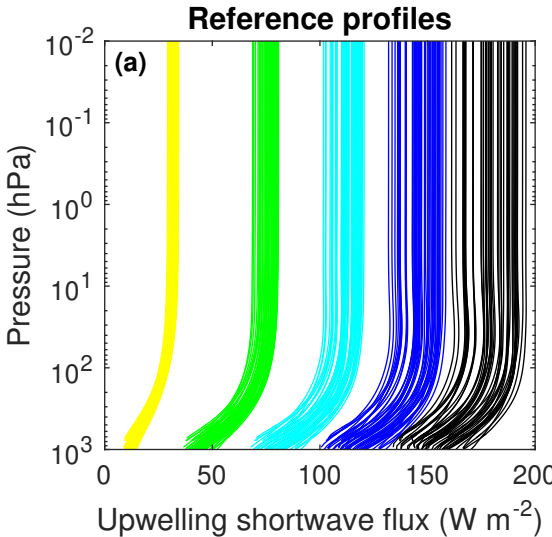 Reference profiles
(a)
10^-2
10^-1
10^0
10^1
10^2
10^3
Pressure (hPa)
0 50 100 150 200
Upwelling shortwave flux (W m^-2)